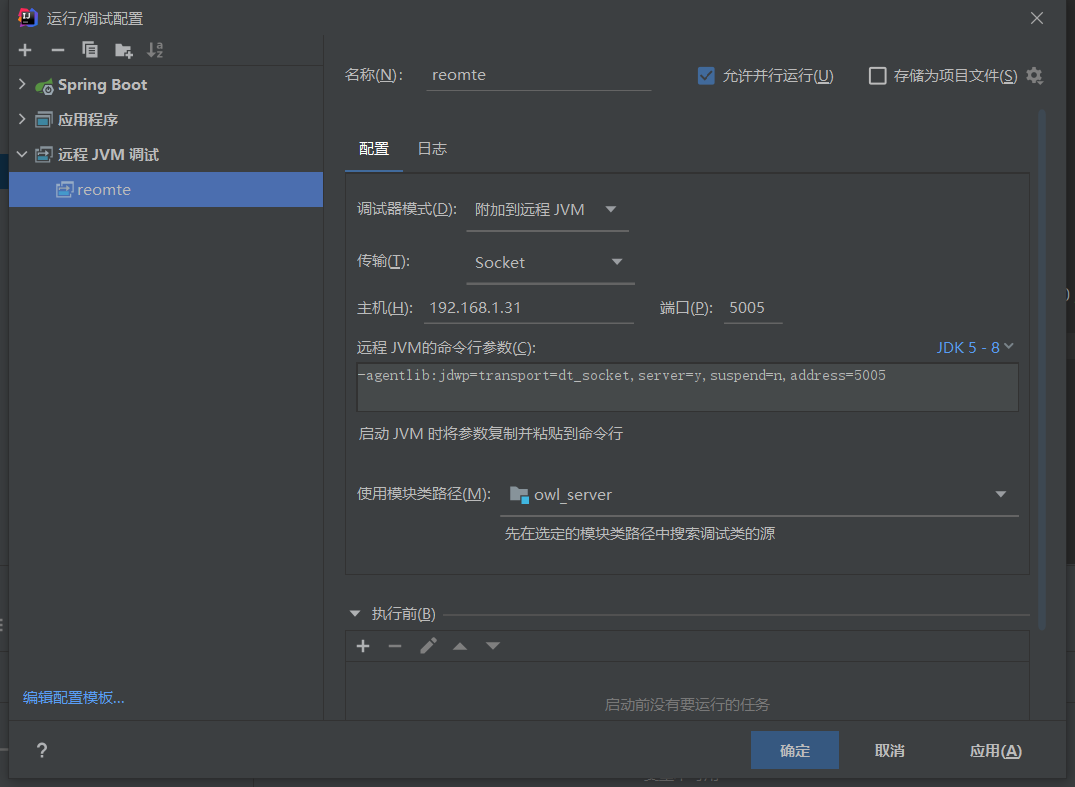 运行/调试配置
Spring Boot
应用程序
远程 JVM 调试
reomte
编辑配置模板...
名称(N): reomte 允许并行运行(U) 存储为项目文件(S)
配置 日志
调试器模式(D): 附加到远程 JVM
传输(T): Socket
主机(H): 192.168.1.31 端口(P): 5005
远程 JVM的命令行参数(C): JDK 5 - 8
-agentlib:jdwp=transport=dt_socket,server=y,suspend=n,address=5005
启动 JVM 时将参数复制并粘贴到命令行
使用模块类路径(M): owl_server
先在选定的模块类路径中搜索调试类的源
执行前(B)
启动前没有要运行的任务
? 确定 取消 应用(A)